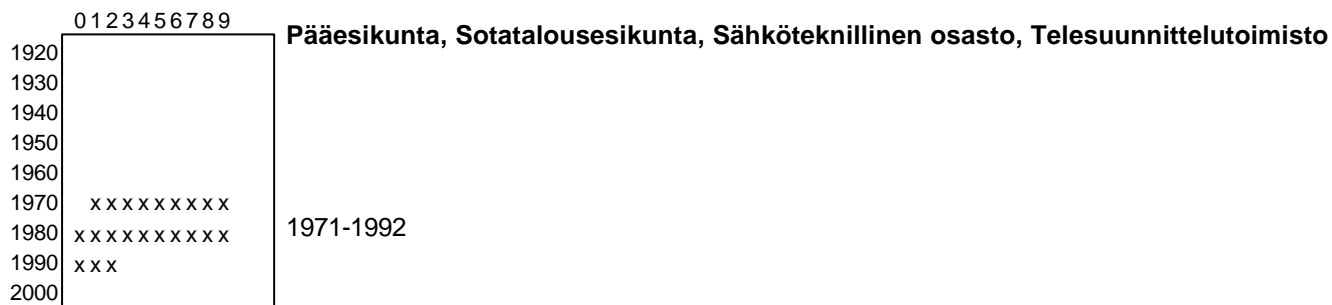 0123456789
Pääesikunta, Sotatalousesikunta, Sähköteknillinen osasto, Telesuunnittelutoimisto
1920
1930
1940
1950
1960
1970 xxxxxxxxx
1980 xxxxxxxxxx
1971-1992
1990 xxx
2000